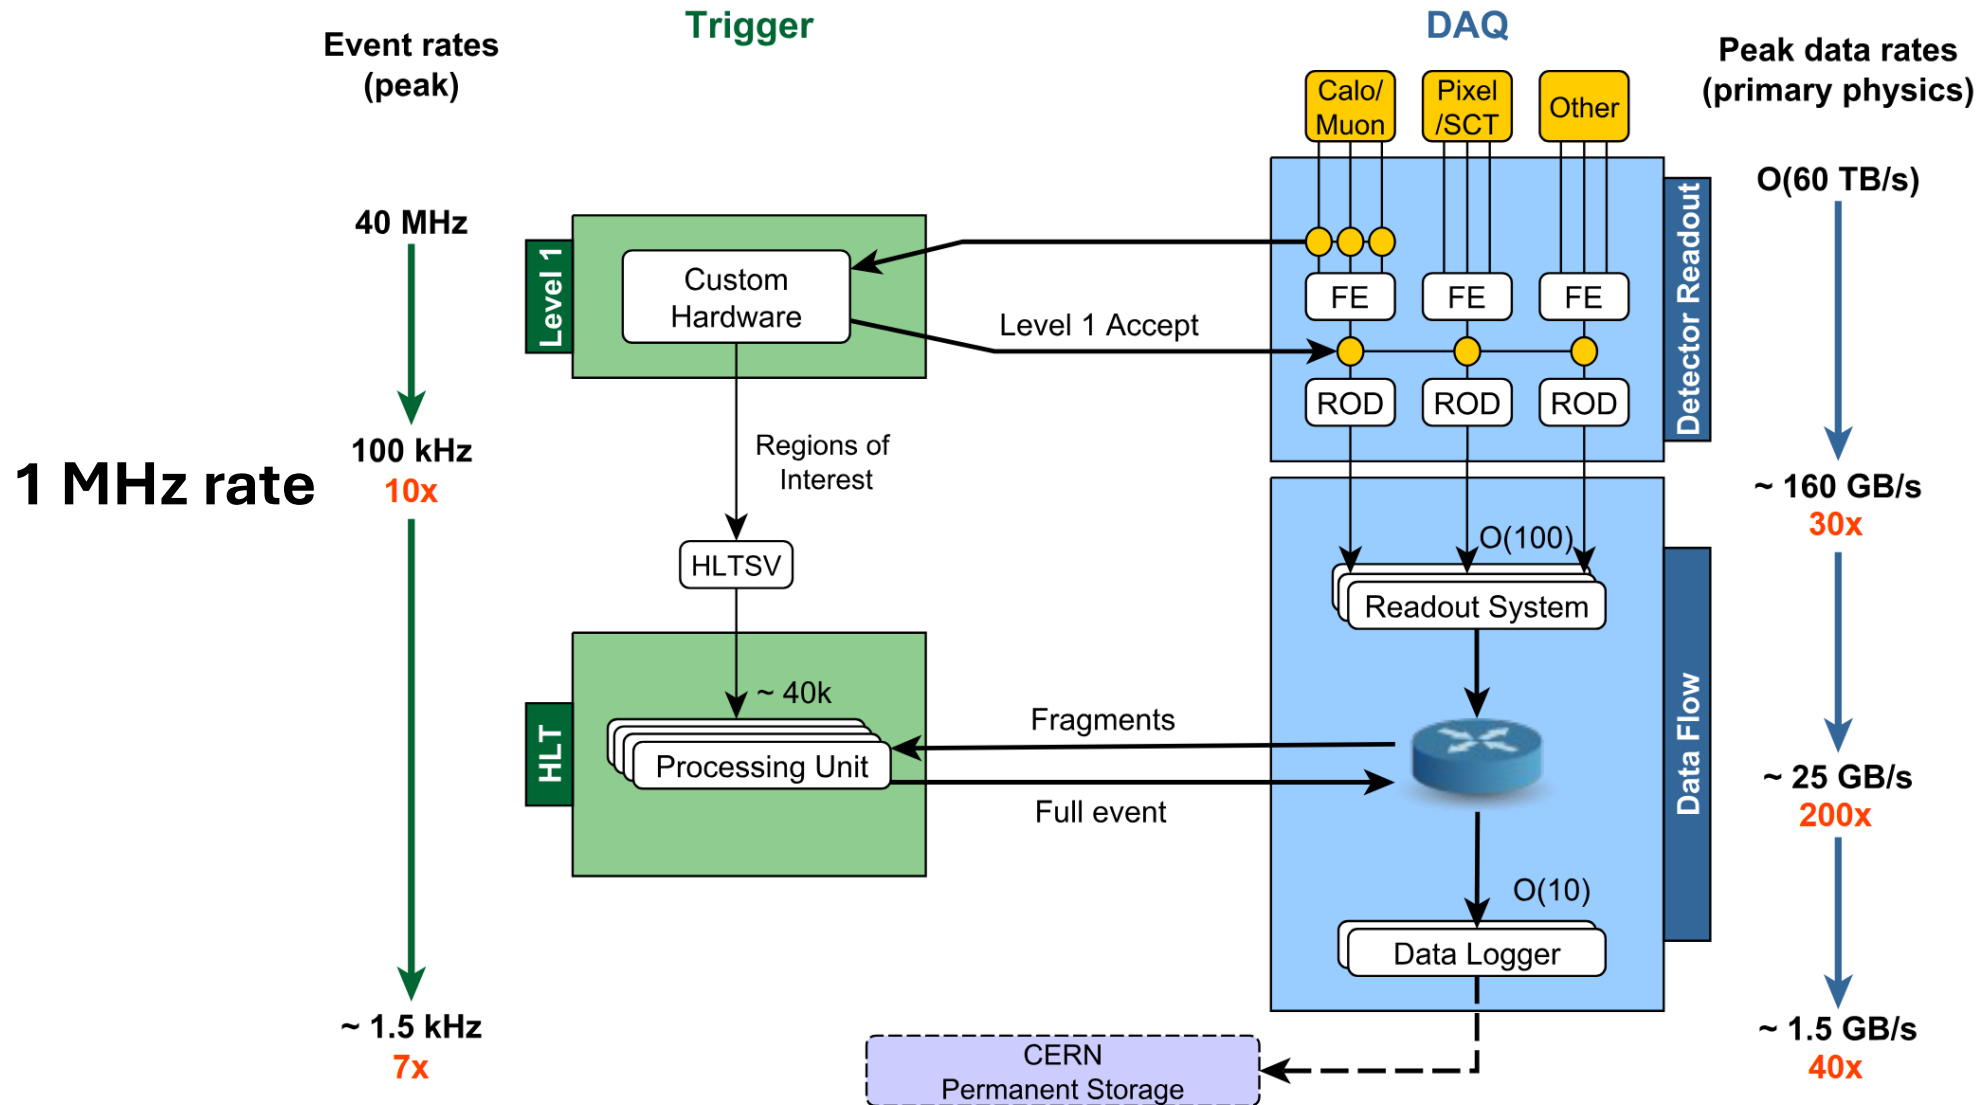 Trigger
DAQ
Event rates
(peak)
Peak data rates
(primary physics)
Calo/
Muon
Pixel
/SCT
Other
O(60 TB/s)
40 MHz
Level 1
Custom
Hardware
FE
FE
FE
Detector Readout
Level 1 Accept
ROD
ROD
ROD
100 kHz
10x
1 MHz rate
Regions of
Interest
~ 160 GB/s
30x
HLTSV
O(100)
Readout System
~ 40k
HLT
Processing Unit
Fragments
Full event
Data Flow
~ 25 GB/s
200x
O(10)
Data Logger
~ 1.5 kHz
7x
CERN
Permanent Storage
~ 1.5 GB/s
40x